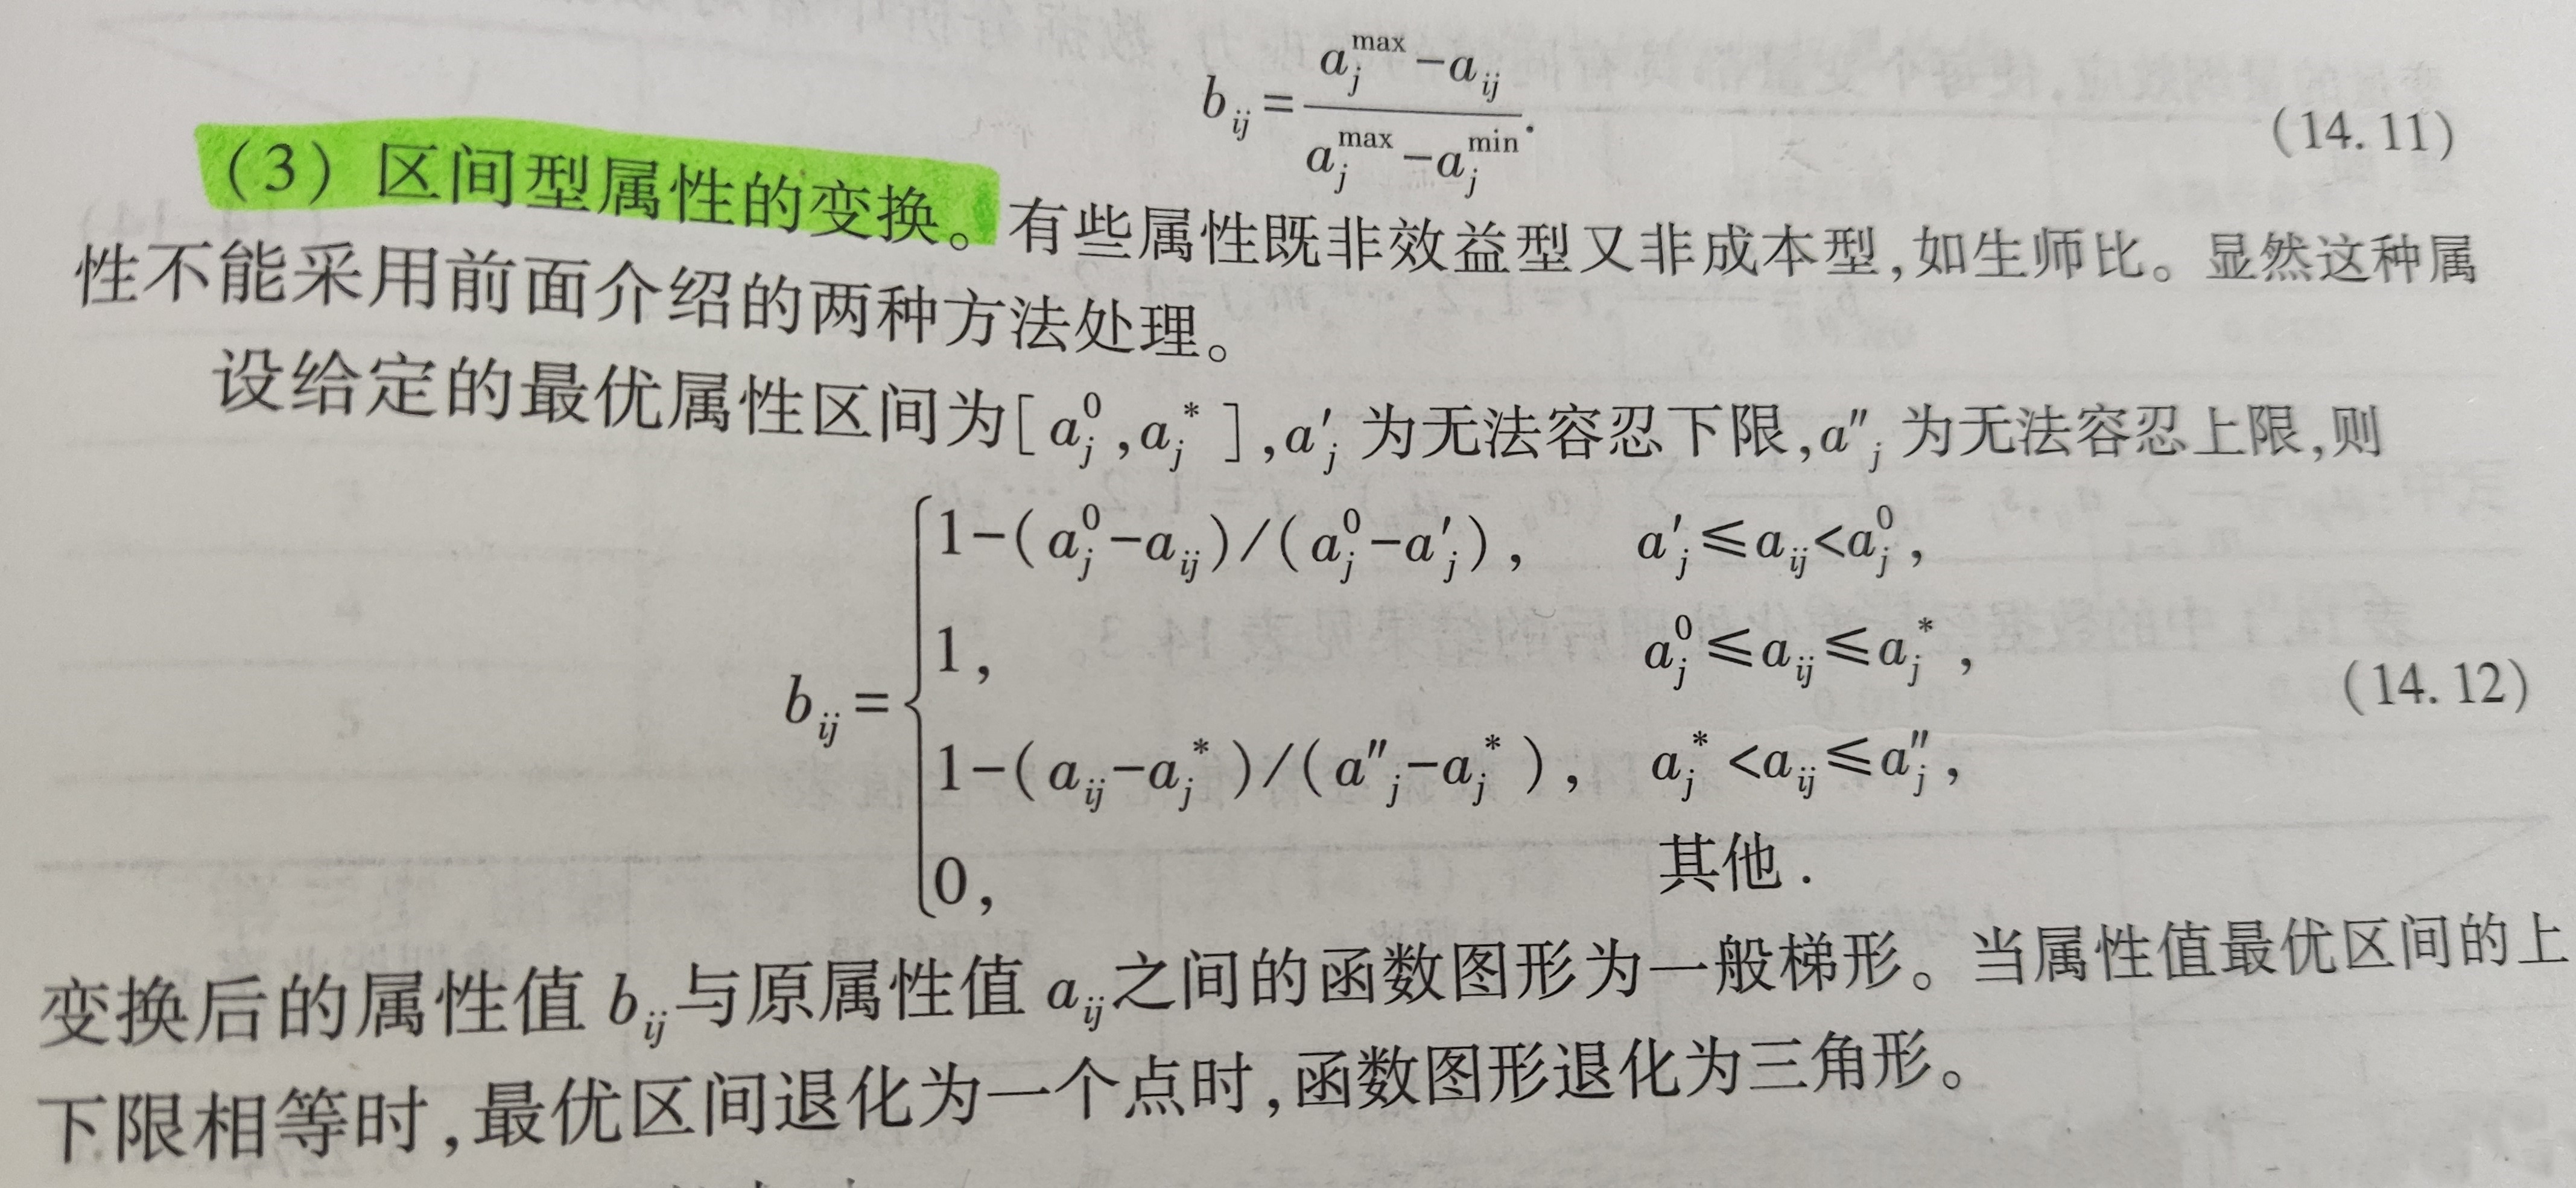 b_{ij} = \frac{a_j^{max} - a_{ij}}{a_j^{max} - a_j^{min}}. (14.11)
(3) 区间型属性的变换。有些属性既非效益型又非成本型,如生师比。显然这种属
性不能采用前面介绍的两种方法处理。
设给定的最优属性区间为[a_j^0,a_j^*],a'_j 为无法容忍下限,a''_j 为无法容忍上限,则
1-(a_j^0-a_{ij})/(a_j^0-a'_j), a'_j≤a_{ij}<a_j^0,
1, a_j^0≤a_{ij}≤a_j^*,
b_{ij}= (14.12)
1-(a_{ij}-a_j^*)/(a''_j-a_j^*), a_j^*<a_{ij}≤a''_j,
0, 其他.
变换后的属性值 b_{ij}与原属性值 a_{ij}之间的函数图形为一般梯形。当属性值最优区间的上
下限相等时,最优区间退化为一个点时,函数图形退化为三角形。